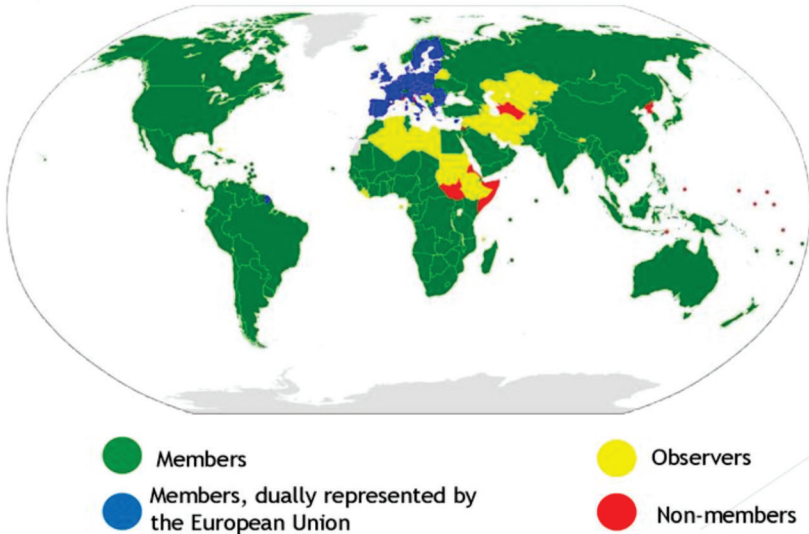 Members
Members, dually represented by
the European Union
Observers
Non-members